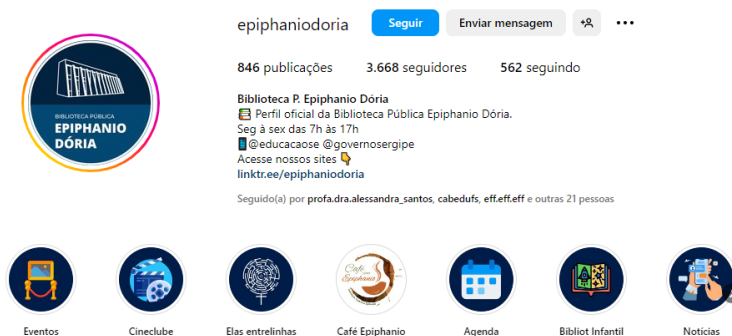 epiphaniodoria Seguir Enviar mensagem
846 publicações 3.668 seguidores 562 seguindo
BIBLIOTECA PÚBLICA
EPIPHANIO
DÓRIA
Biblioteca P. Epiphanio Dória
Perfil oficial da Biblioteca Pública Epiphanio Dória.
Seg à sex das 7h às 17h
@educacaose @governosergipe
Acesse nossos sites
linktr.ee/epiphaniodoria
Seguido(a) por profa.dra.alessandra_santos, cabedufs, eff.eff.eff e outras 21 pessoas
Café com
Epiphanio
Eventos Cineclube Elas entrelinhas Café Epiphanio Agenda Bibliot Infantil Notícias